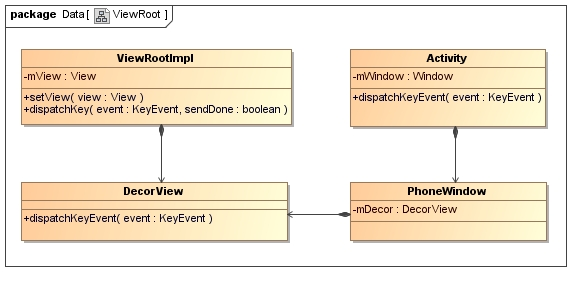 package Data[ ViewRoot ]
ViewRootImpl
-mView : View
+setView( view : View )
+dispatchKey( event : KeyEvent, sendDone : boolean )
Activity
-mWindow : Window
+dispatchKeyEvent( event : KeyEvent )
DecorView
+dispatchKeyEvent( event : KeyEvent )
PhoneWindow
-mDecor : DecorView